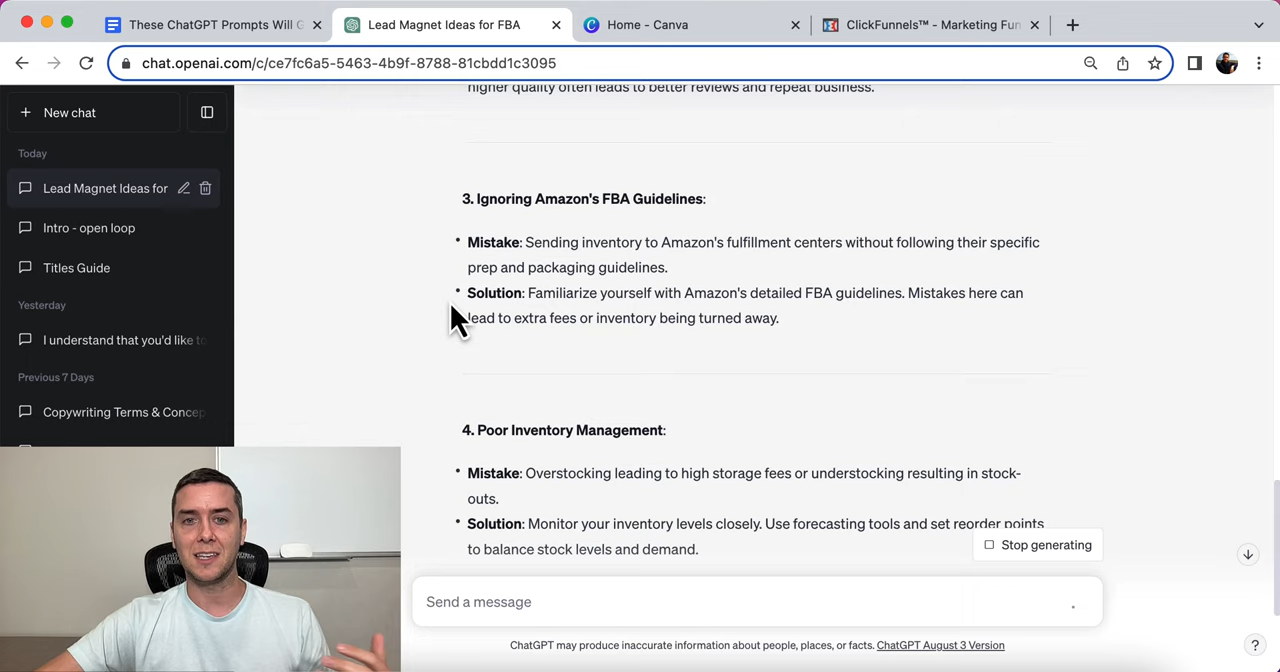 These ChatGPT Prompts Will G
Lead Magnet Ideas for FBA
Home - Canva
ClickFunnels™ - Marketing Fun
chat.openai.com/c/ce7fc6a5-5463-4b9f-8788-81cbdd1c3095
New chat
Today
Lead Magnet Ideas for
Intro - open loop
Titles Guide
Yesterday
I understand that you'd like to
Previous 7 Days
Copywriting Terms & Concep
higher quality often leads to better reviews and repeat business.
3. Ignoring Amazon's FBA Guidelines:
• Mistake: Sending inventory to Amazon's fulfillment centers without following their specific
prep and packaging guidelines.
• Solution: Familiarize yourself with Amazon's detailed FBA guidelines. Mistakes here can
lead to extra fees or inventory being turned away.
4. Poor Inventory Management:
• Mistake: Overstocking leading to high storage fees or understocking resulting in stock-
outs.
• Solution: Monitor your inventory levels closely. Use forecasting tools and set reorder points
to balance stock levels and demand.
Stop generating
Send a message
ChatGPT may produce inaccurate information about people, places, or facts. ChatGPT August 3 Version
?